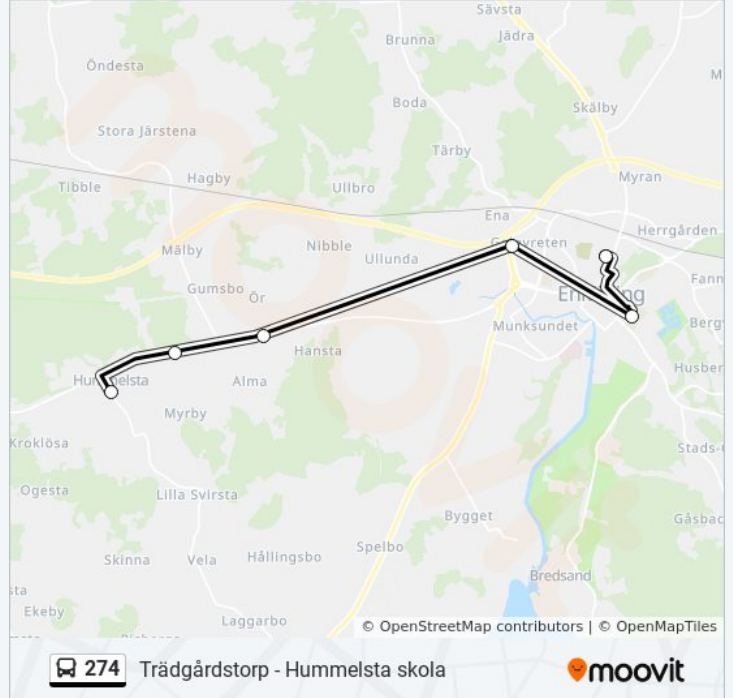 Sävsta
Brunna
Jädra
Öndesta
Boda
Skälby
Stora Järstena
Tärby
Hagby
Myran
Tibble
Ullbro
Ena
Herrgården
Mälby
Nibble
Ullunda
Gumsbo
Ör
Munksundet
Hansta
Hummelsta
Alma
Myrby
Kroklösa
Ogesta
Lilla Svirsta
Bygget
Spelbo
Skinna
Vela
Hållingsbo
Bredsand
Ekeby
Laggarbo
© OpenStreetMap contributors | © OpenMapTiles
274 Trädgårdstorp - Hummelsta skola
moovit